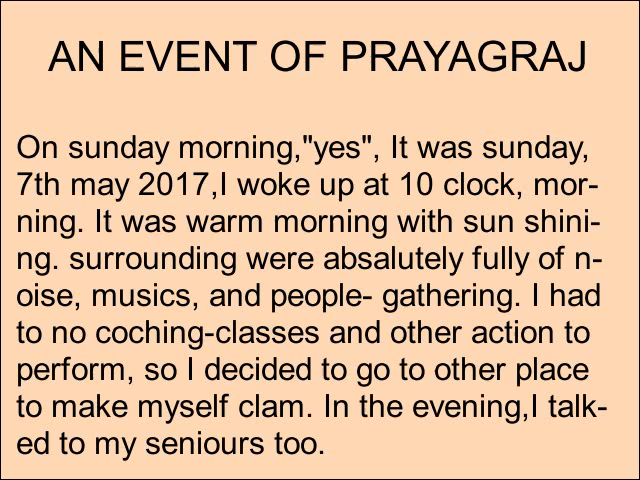 AN EVENT OF PRAYAGRAJ
On sunday morning,"yes", It was sunday,
7th may 2017,I woke up at 10 clock, mor-
ning. It was warm morning with sun shini-
ng. surrounding were absalutely fully of n-
oise, musics, and people- gathering. I had
to no coching-classes and other action to
perform, so I decided to go to other place
to make myself clam. In the evening,I talk-
ed to my seniours too.